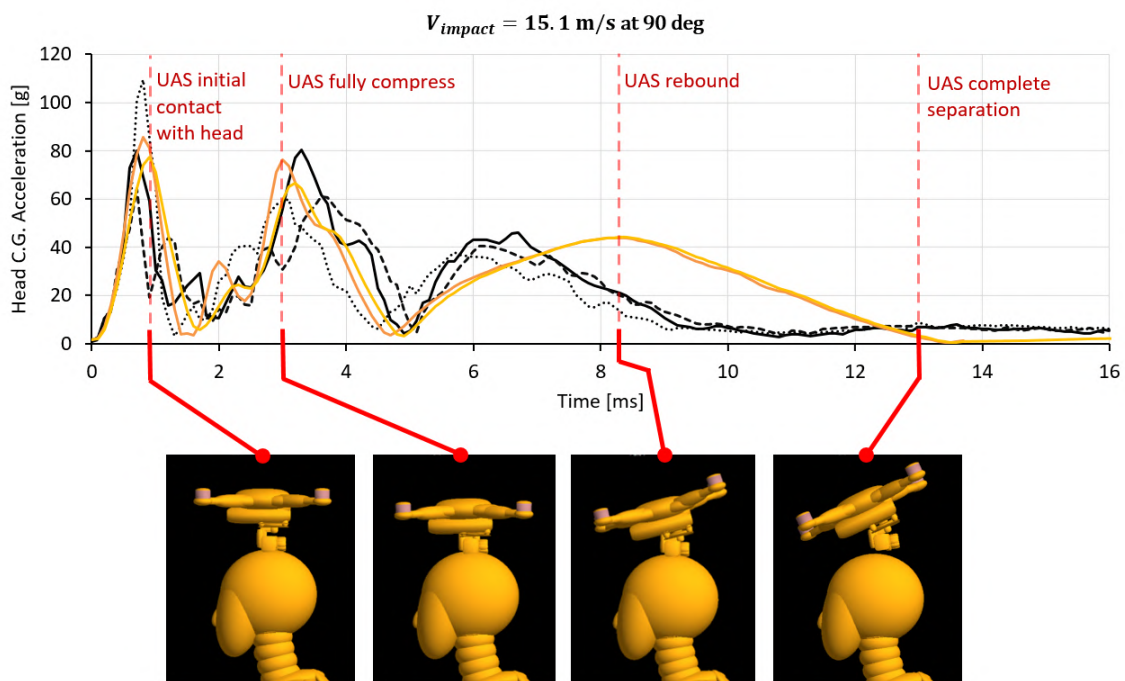 V_impact = 15.1 m/s at 90 deg
Head C.G. Acceleration [g]
120
100
80
60
40
20
0
UAS initial
contact
with head
UAS fully compress
UAS rebound
UAS complete
separation
0 2 4 6 8 10 12 14 16
Time [ms]